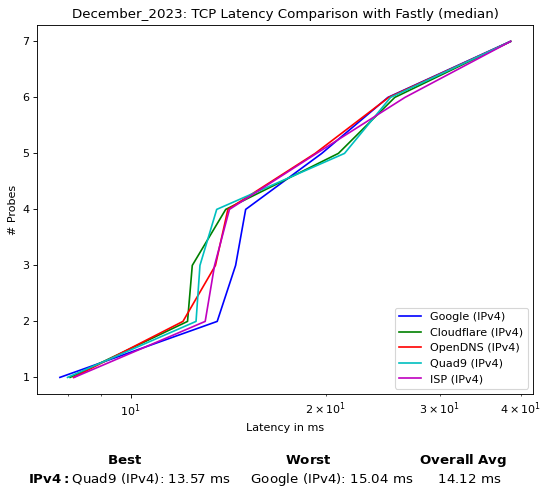 December_2023: TCP Latency Comparison with Fastly (median)
7
6
5
4
3
2
1
# Probes
Google (IPv4)
Cloudflare (IPv4)
OpenDNS (IPv4)
Quad9 (IPv4)
ISP (IPv4)
10¹ 2 × 10¹ 3 × 10¹ 4 × 10¹
Latency in ms
Best Worst Overall Avg
IPv4: Quad9 (IPv4): 13.57 ms Google (IPv4): 15.04 ms 14.12 ms